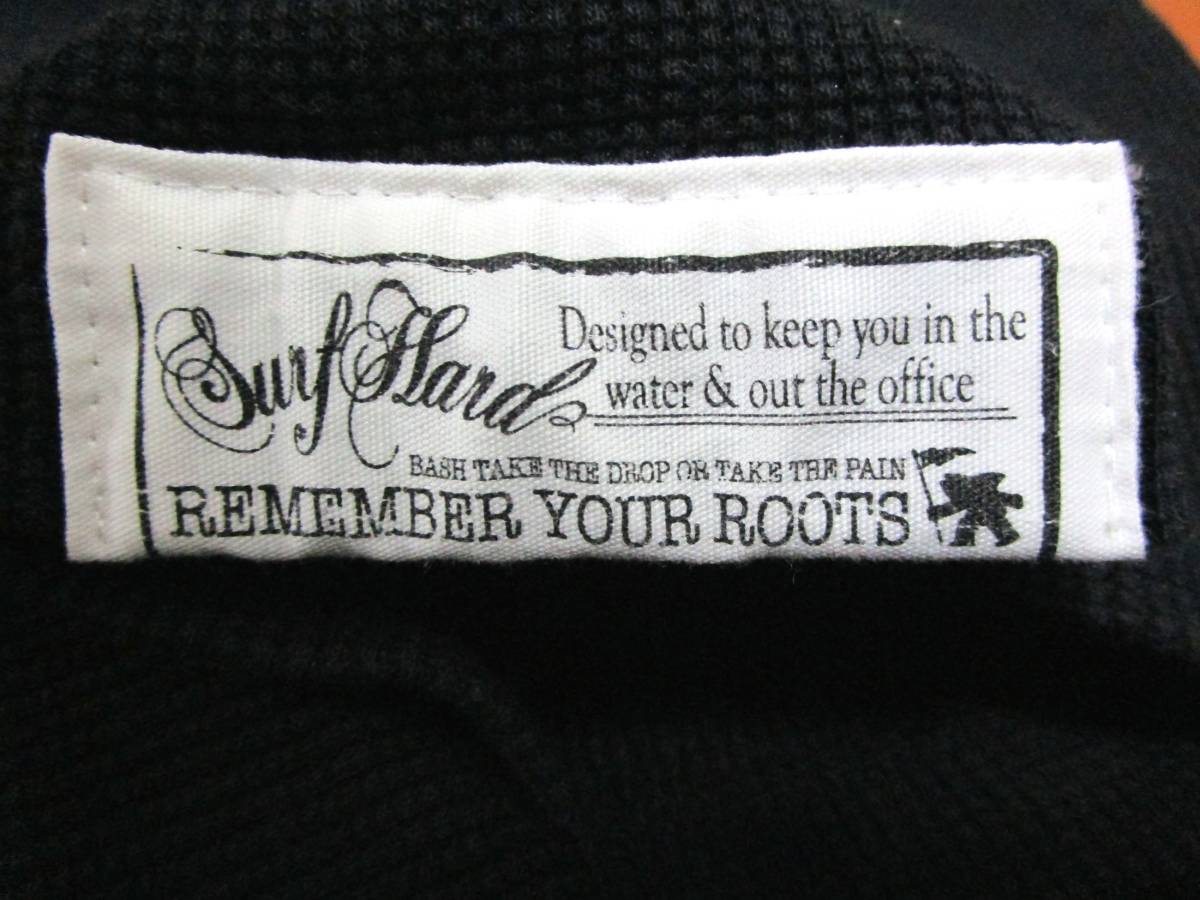 Surf Hard
Designed to keep you in the
water & out the office
BASH TAKE THE DROP OR TAKE THE PAIN
REMEMBER YOUR ROOTS